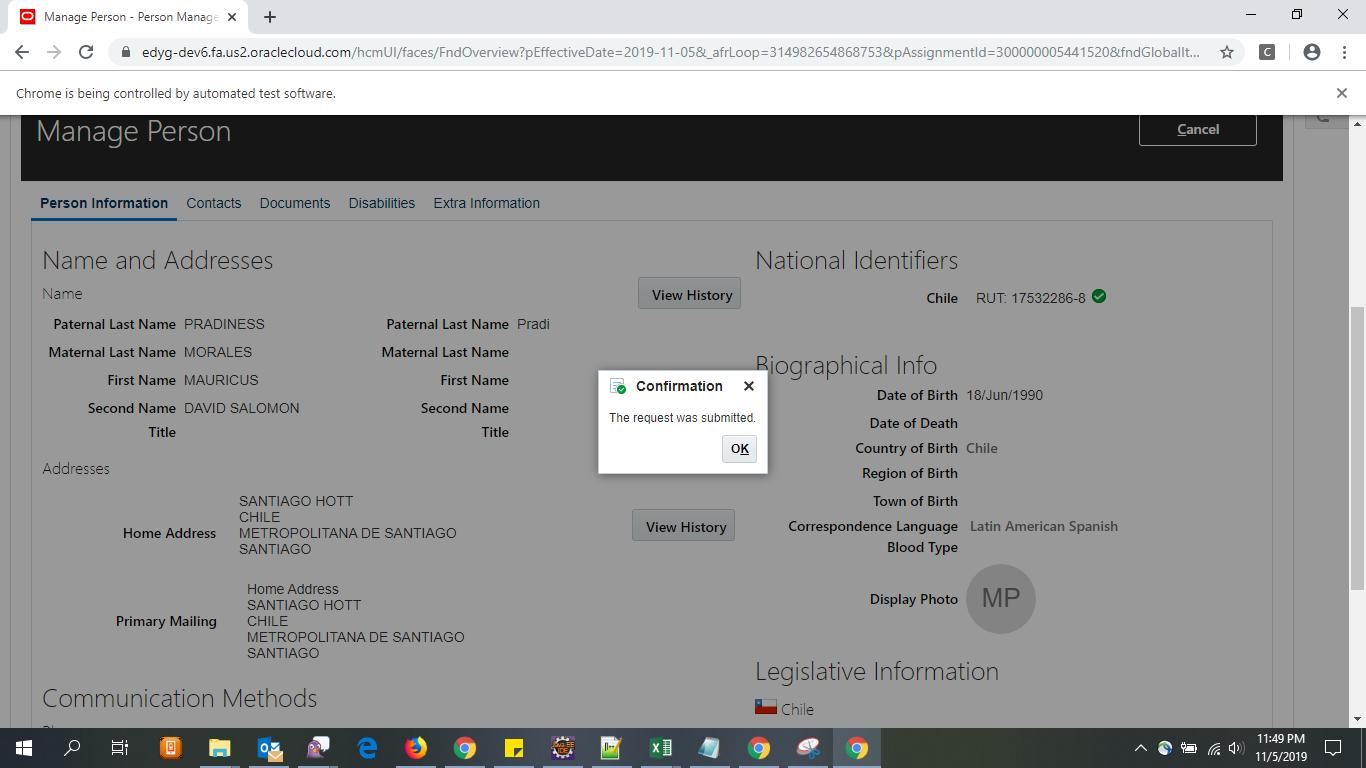 Manage Person - Person Manage
edyg-dev6.fa.us2.oraclecloud.com/hcmUI/faces/FndOverview?pEffectiveDate=2019-11-05&_afrLoop=314982654868753&pAssignmentId=300000005441520&fndGlobalIt...
C
Chrome is being controlled by automated test software.
Manage Person
Cancel
Person Information
Contacts
Documents
Disabilities
Extra Information
Name and Addresses
Name
View History
Paternal Last Name PRADINESS
Paternal Last Name Pradi
Maternal Last Name MORALES
Maternal Last Name
First Name MAURICUS
First Name
Second Name DAVID SALOMON
Second Name
Title
Title
Addresses
Home Address
SANTIAGO HOTT
CHILE
METROPOLITANA DE SANTIAGO
SANTIAGO
View History
Primary Mailing
Home Address
SANTIAGO HOTT
CHILE
METROPOLITANA DE SANTIAGO
SANTIAGO
Communication Methods
National Identifiers
Chile RUT: 17532286-8
Biographical Info
Date of Birth 18/Jun/1990
Date of Death
Country of Birth Chile
Region of Birth
Town of Birth
Correspondence Language Latin American Spanish
Blood Type
Display Photo MP
Legislative Information
Chile
Confirmation
The request was submitted.
OK
11:49 PM
11/5/2019